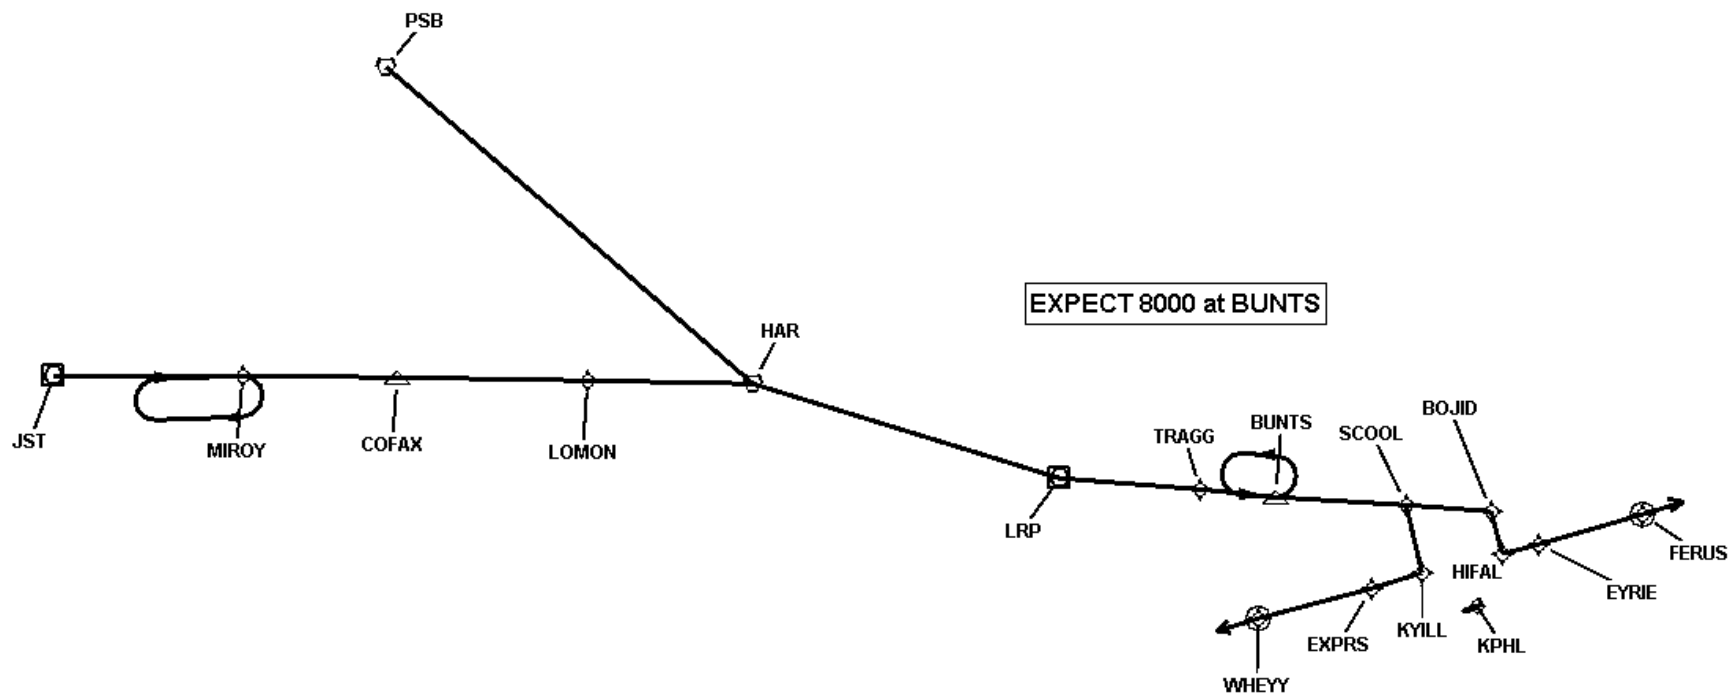 PSB
EXPECT 8000 at BUNTS
HAR
JST
MIROY
COFAX
LOMON
TRAGG
BUNTS
SCOOL
BOJID
LRP
FERUS
HIFAL
EYRIE
EXPRS
KYILL
KPHL
WHEYY